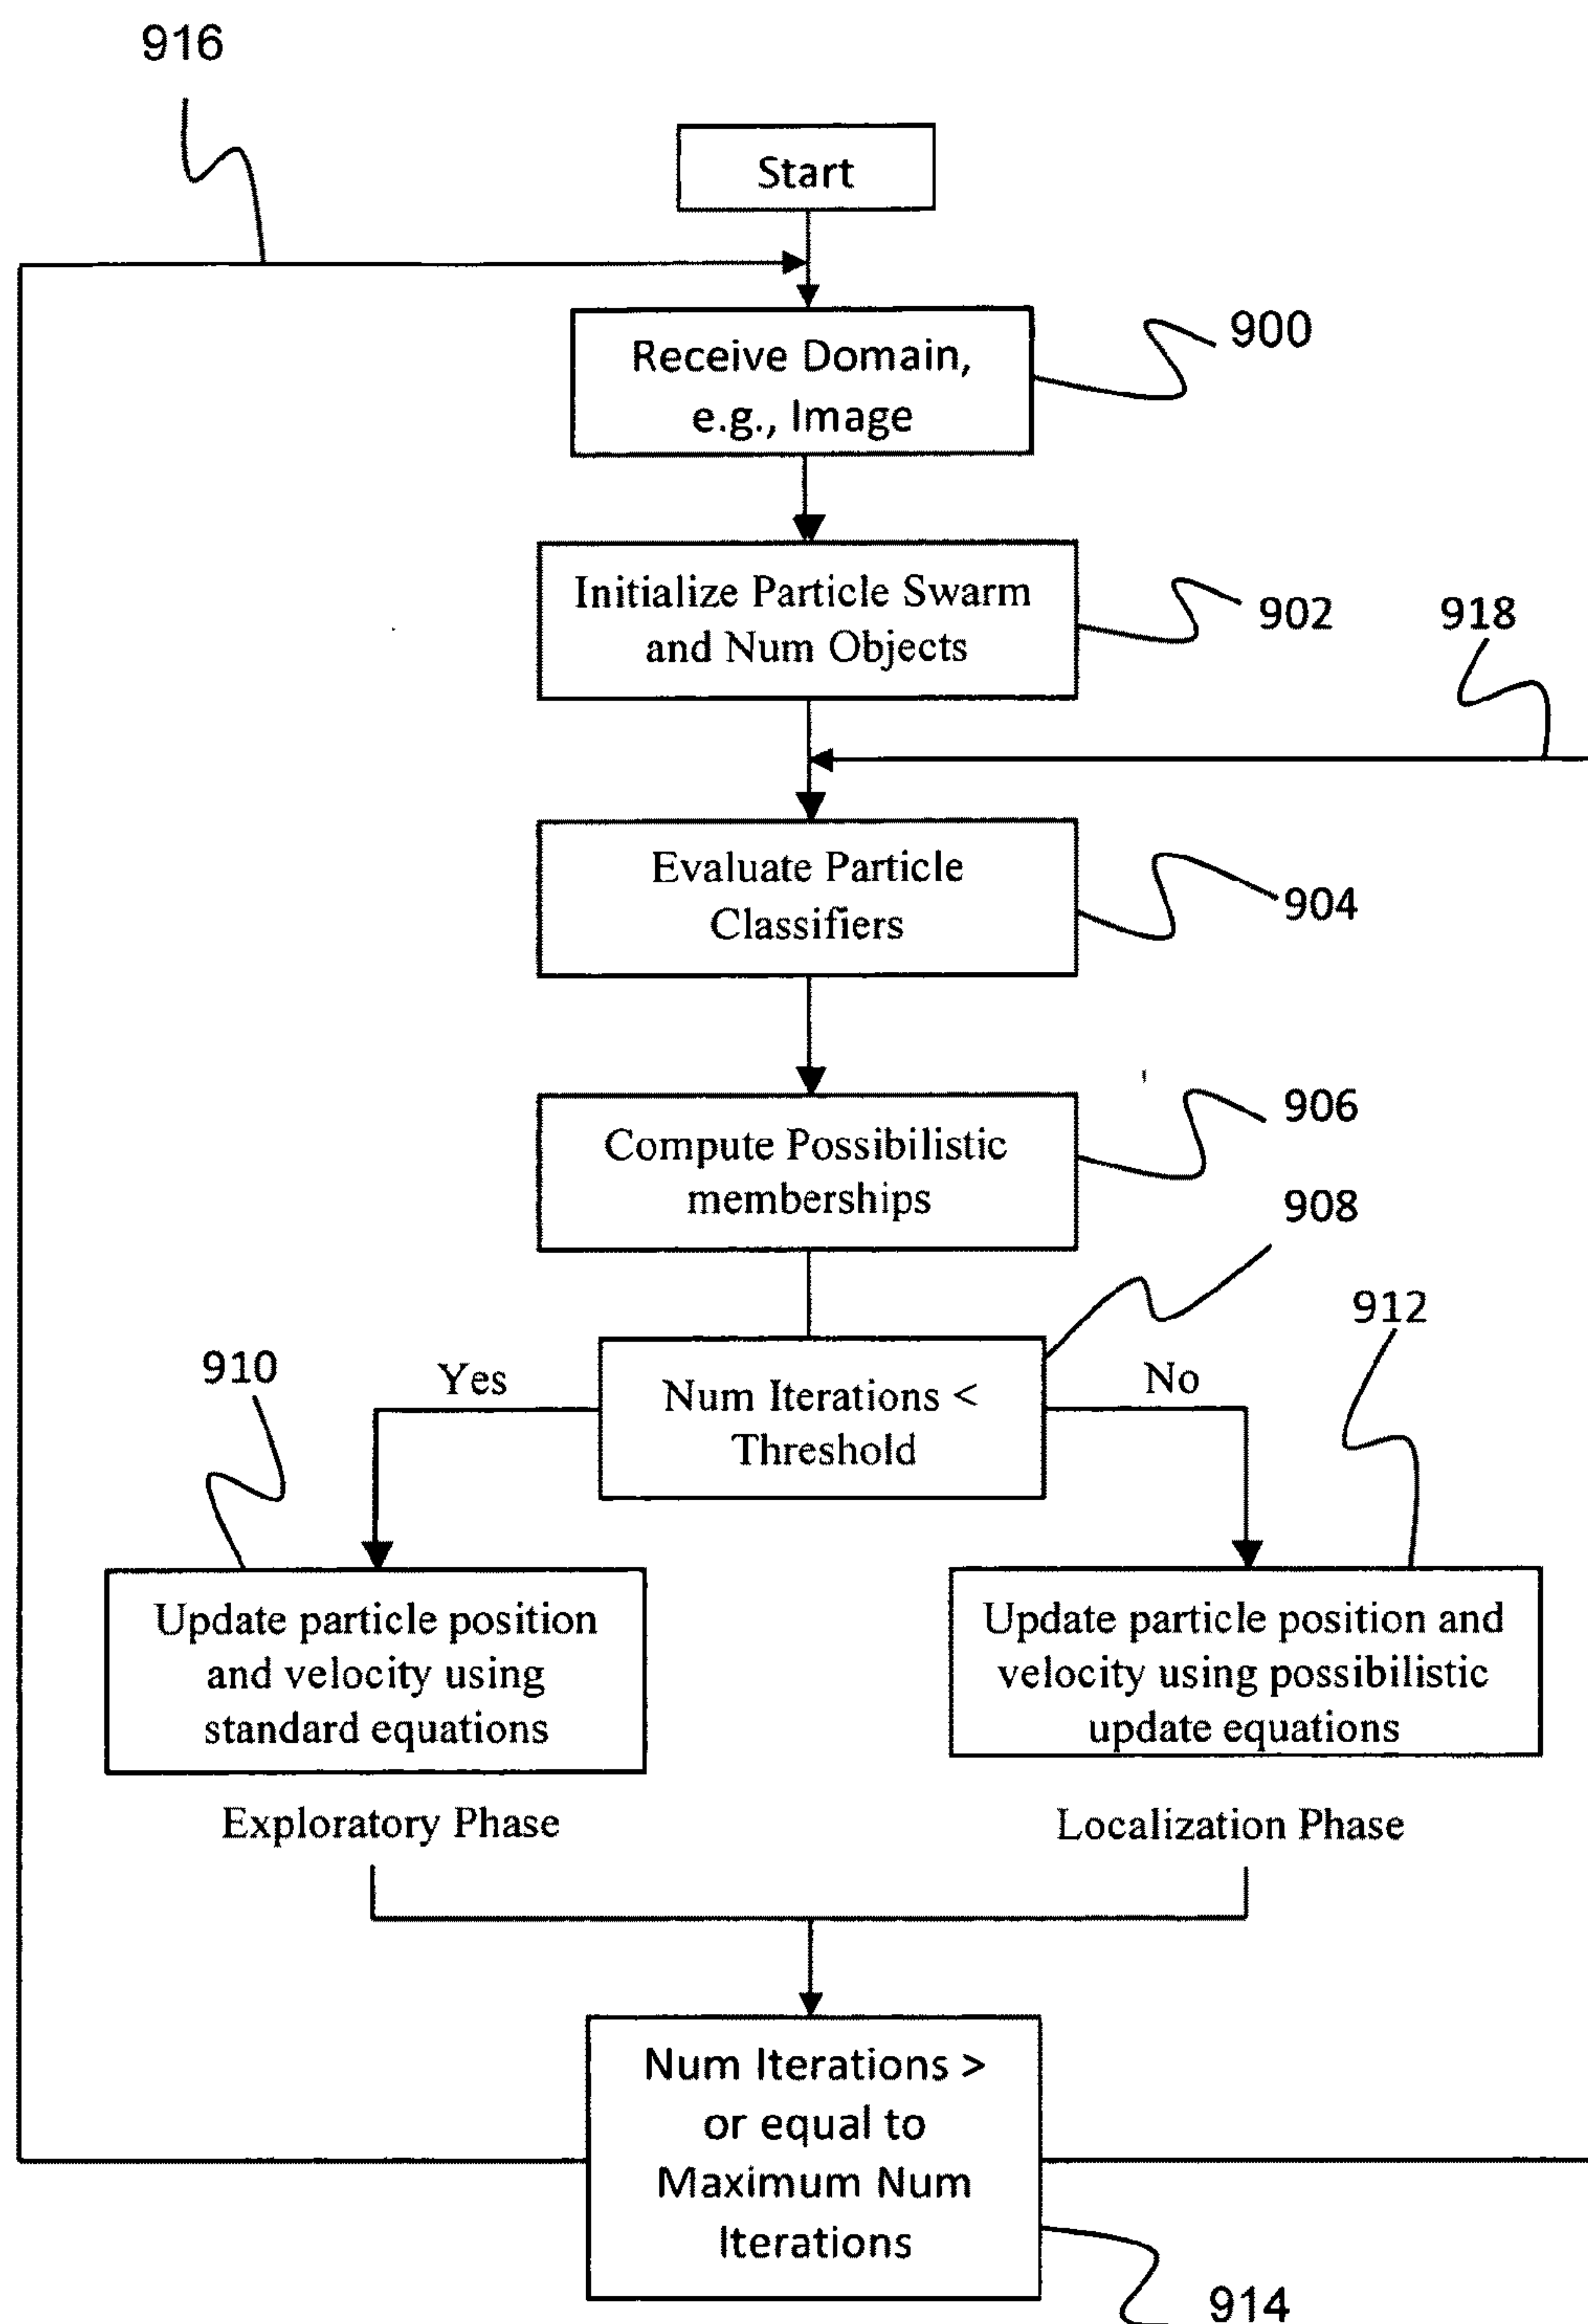 916
Start
Receive Domain,
e.g., Image
900
Initialize Particle Swarm
and Num Objects
902
918
Evaluate Particle
Classifiers
904
Compute Possibilistic
memberships
906
908
Num Iterations <
Threshold
Yes
No
910
912
Update particle position
and velocity using
standard equations
Update particle position and
velocity using possibilistic
update equations
Exploratory Phase
Localization Phase
Num Iterations >
or equal to
Maximum Num
Iterations
914